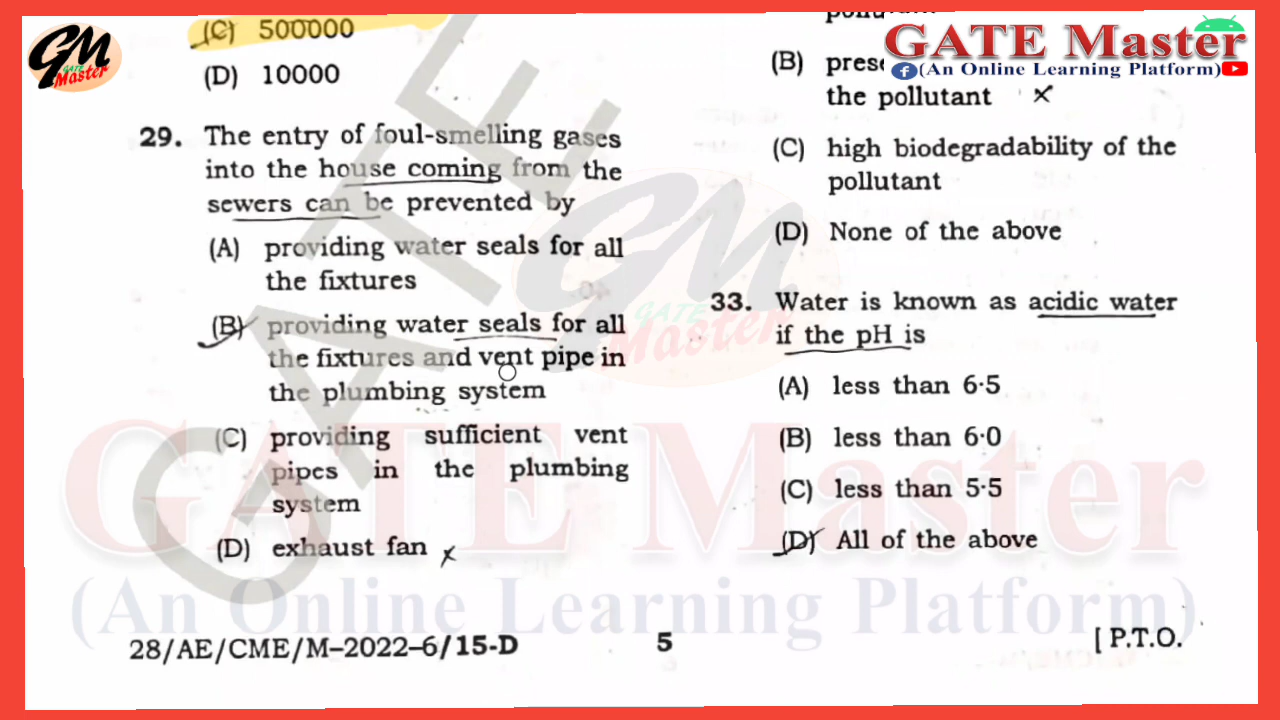 GM
GATE
Master
GATE Master
(An Online Learning Platform)
(C) 500000
(D) 10000
29. The entry of foul-smelling gases
into the house coming from the
sewers can be prevented by
(A) providing water seals for all
the fixtures
(B) providing water seals for all
the fixtures and vent pipe in
the plumbing system
(C) providing sufficient vent
pipes in the plumbing
system
(D) exhaust fan
28/AE/CME/M–2022–6/15-D
5
(B)
the pollutant
(C) high biodegradability of the
pollutant
(D) None of the above
33. Water is known as acidic water
if the pH is
(A) less than 6·5
(B) less than 6·0
(C) less than 5·5
(D) All of the above
[ P.T.O.
GATE
GM
GATE
Master
GATE Master
(An Online Learning Platform)